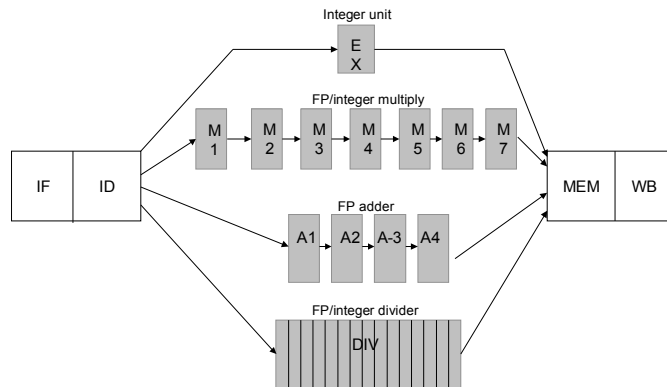 Integer unit
E
X
FP/integer multiply
M M M M M M M
1 2 3 4 5 6 7
IF ID MEM WB
FP adder
A1 A2 A-3 A4
FP/integer divider
DIV